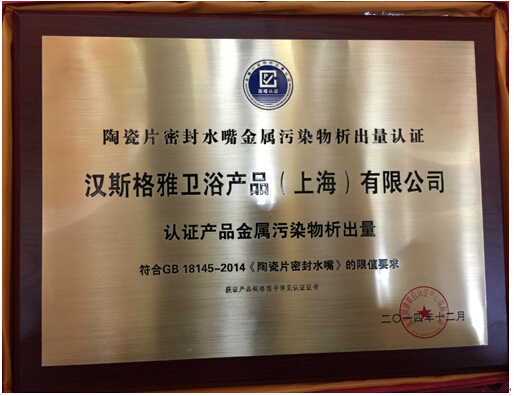 陶瓷片密封水嘴金属污染物析出量认证
汉斯格雅卫浴产品（上海）有限公司
认证产品金属污染物析出量
符合GB 18145-2014《陶瓷片密封水嘴》的限值要求
获证产品规格型号详见认证证书
二〇一四年十二月